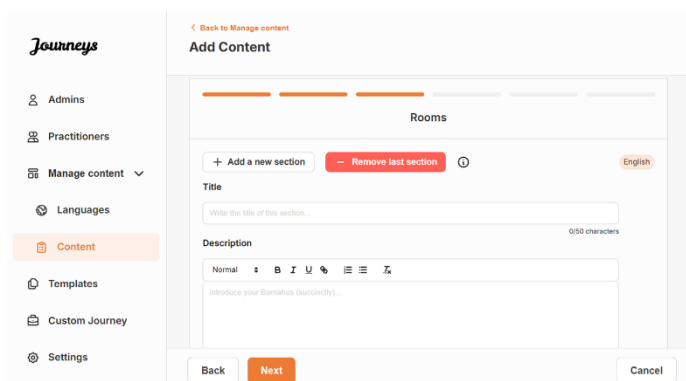 Journeys
Admins
Practitioners
Manage content
Languages
Content
Templates
Custom Journey
Settings
Back to Manage content
Add Content
Rooms
+ Add a new section
− Remove last section
English
Title
Write the title of this section...
0/50 characters
Description
Normal B I U
Introduce your Barnahus (succinctly)...
Back
Next
Cancel